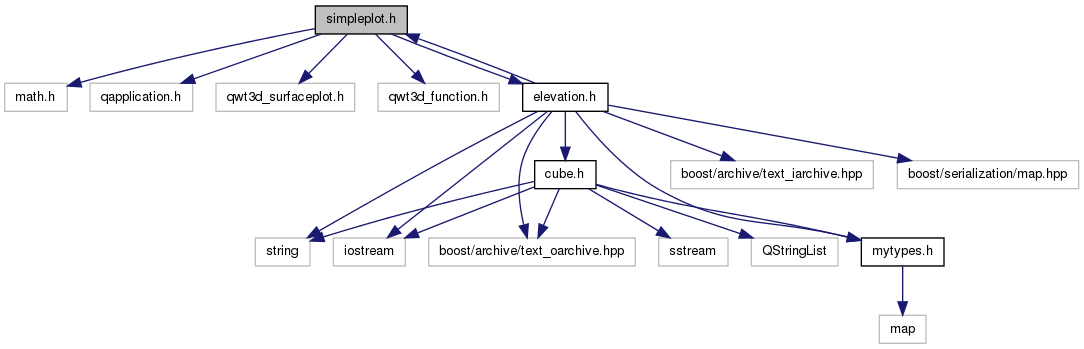 simpleplot.h
math.h
qapplication.h
qwt3d_surfaceplot.h
qwt3d_function.h
elevation.h
cube.h
boost/archive/text_iarchive.hpp
boost/serialization/map.hpp
string
iostream
boost/archive/text_oarchive.hpp
sstream
QStringList
mytypes.h
map